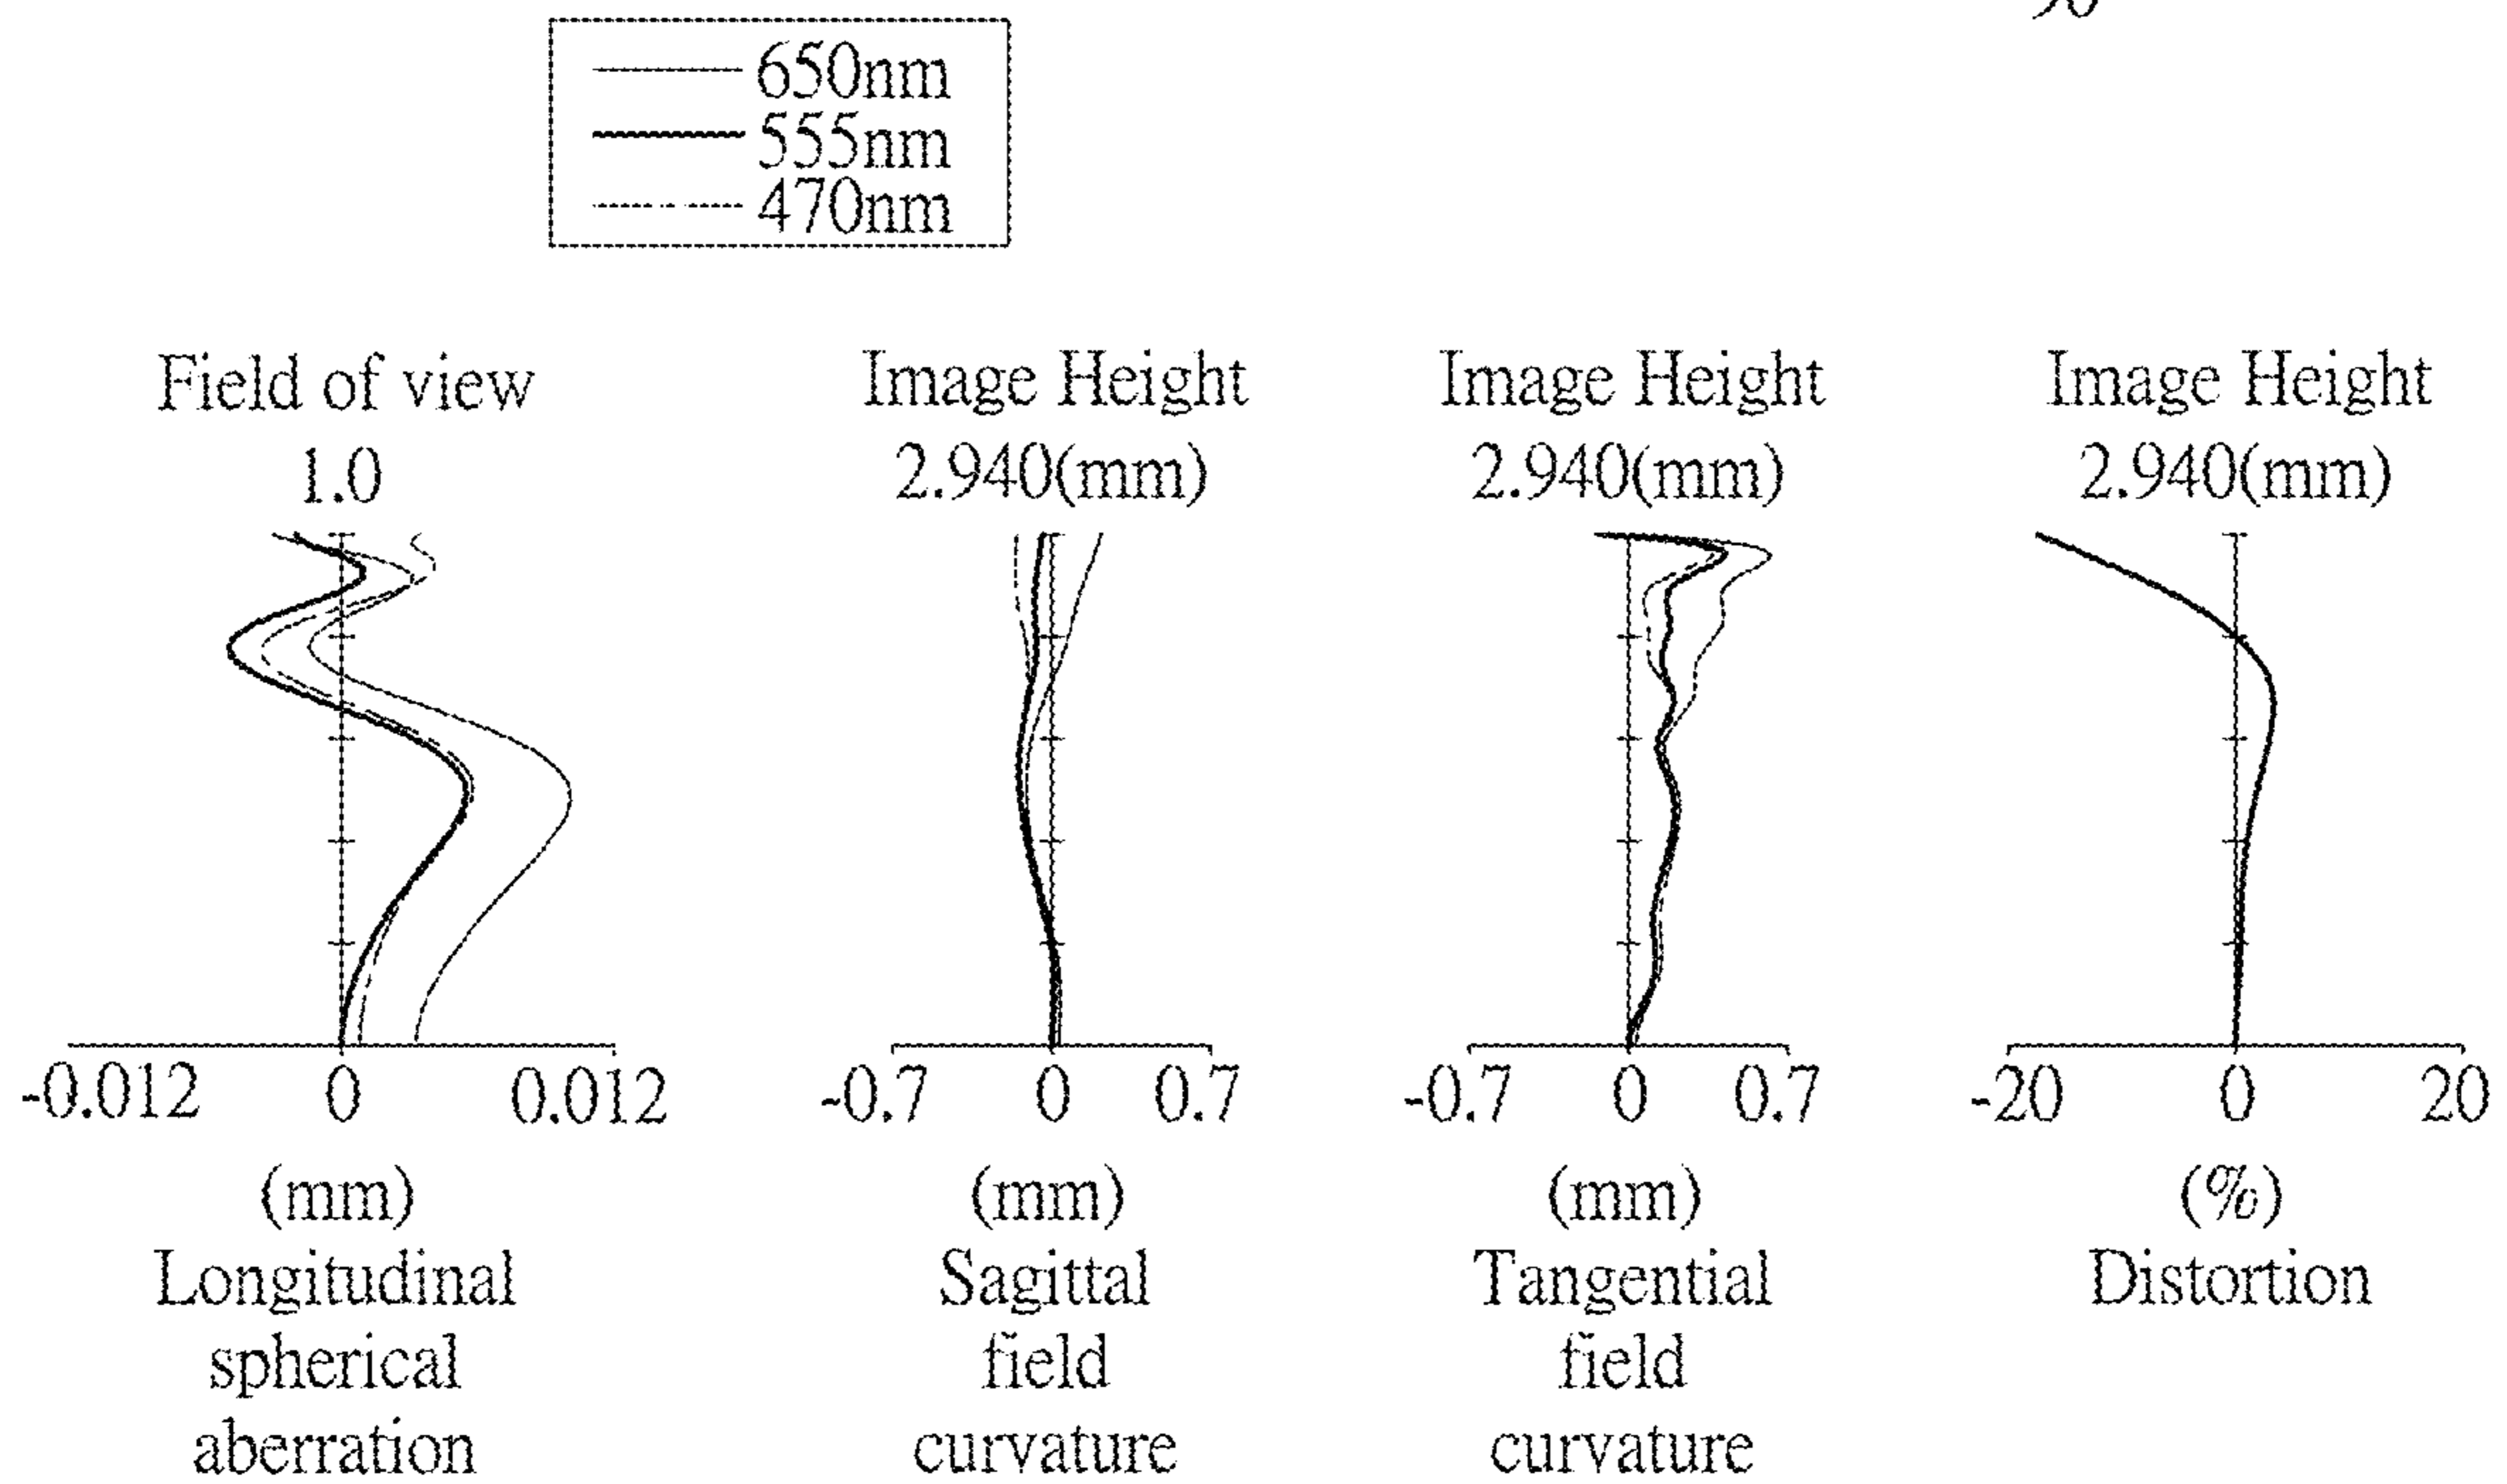 650nm
555nm
470nm
Field of view
1.0
-0.012 0 0.012
(mm)
Longitudinal
spherical
aberration
Image Height
2.940(mm)
-0.7 0 0.7
(mm)
Sagittal
field
curvature
Image Height
2.940(mm)
-0.7 0 0.7
(mm)
Tangential
field
curvature
Image Height
2.940(mm)
-20 0 20
(%)
Distortion